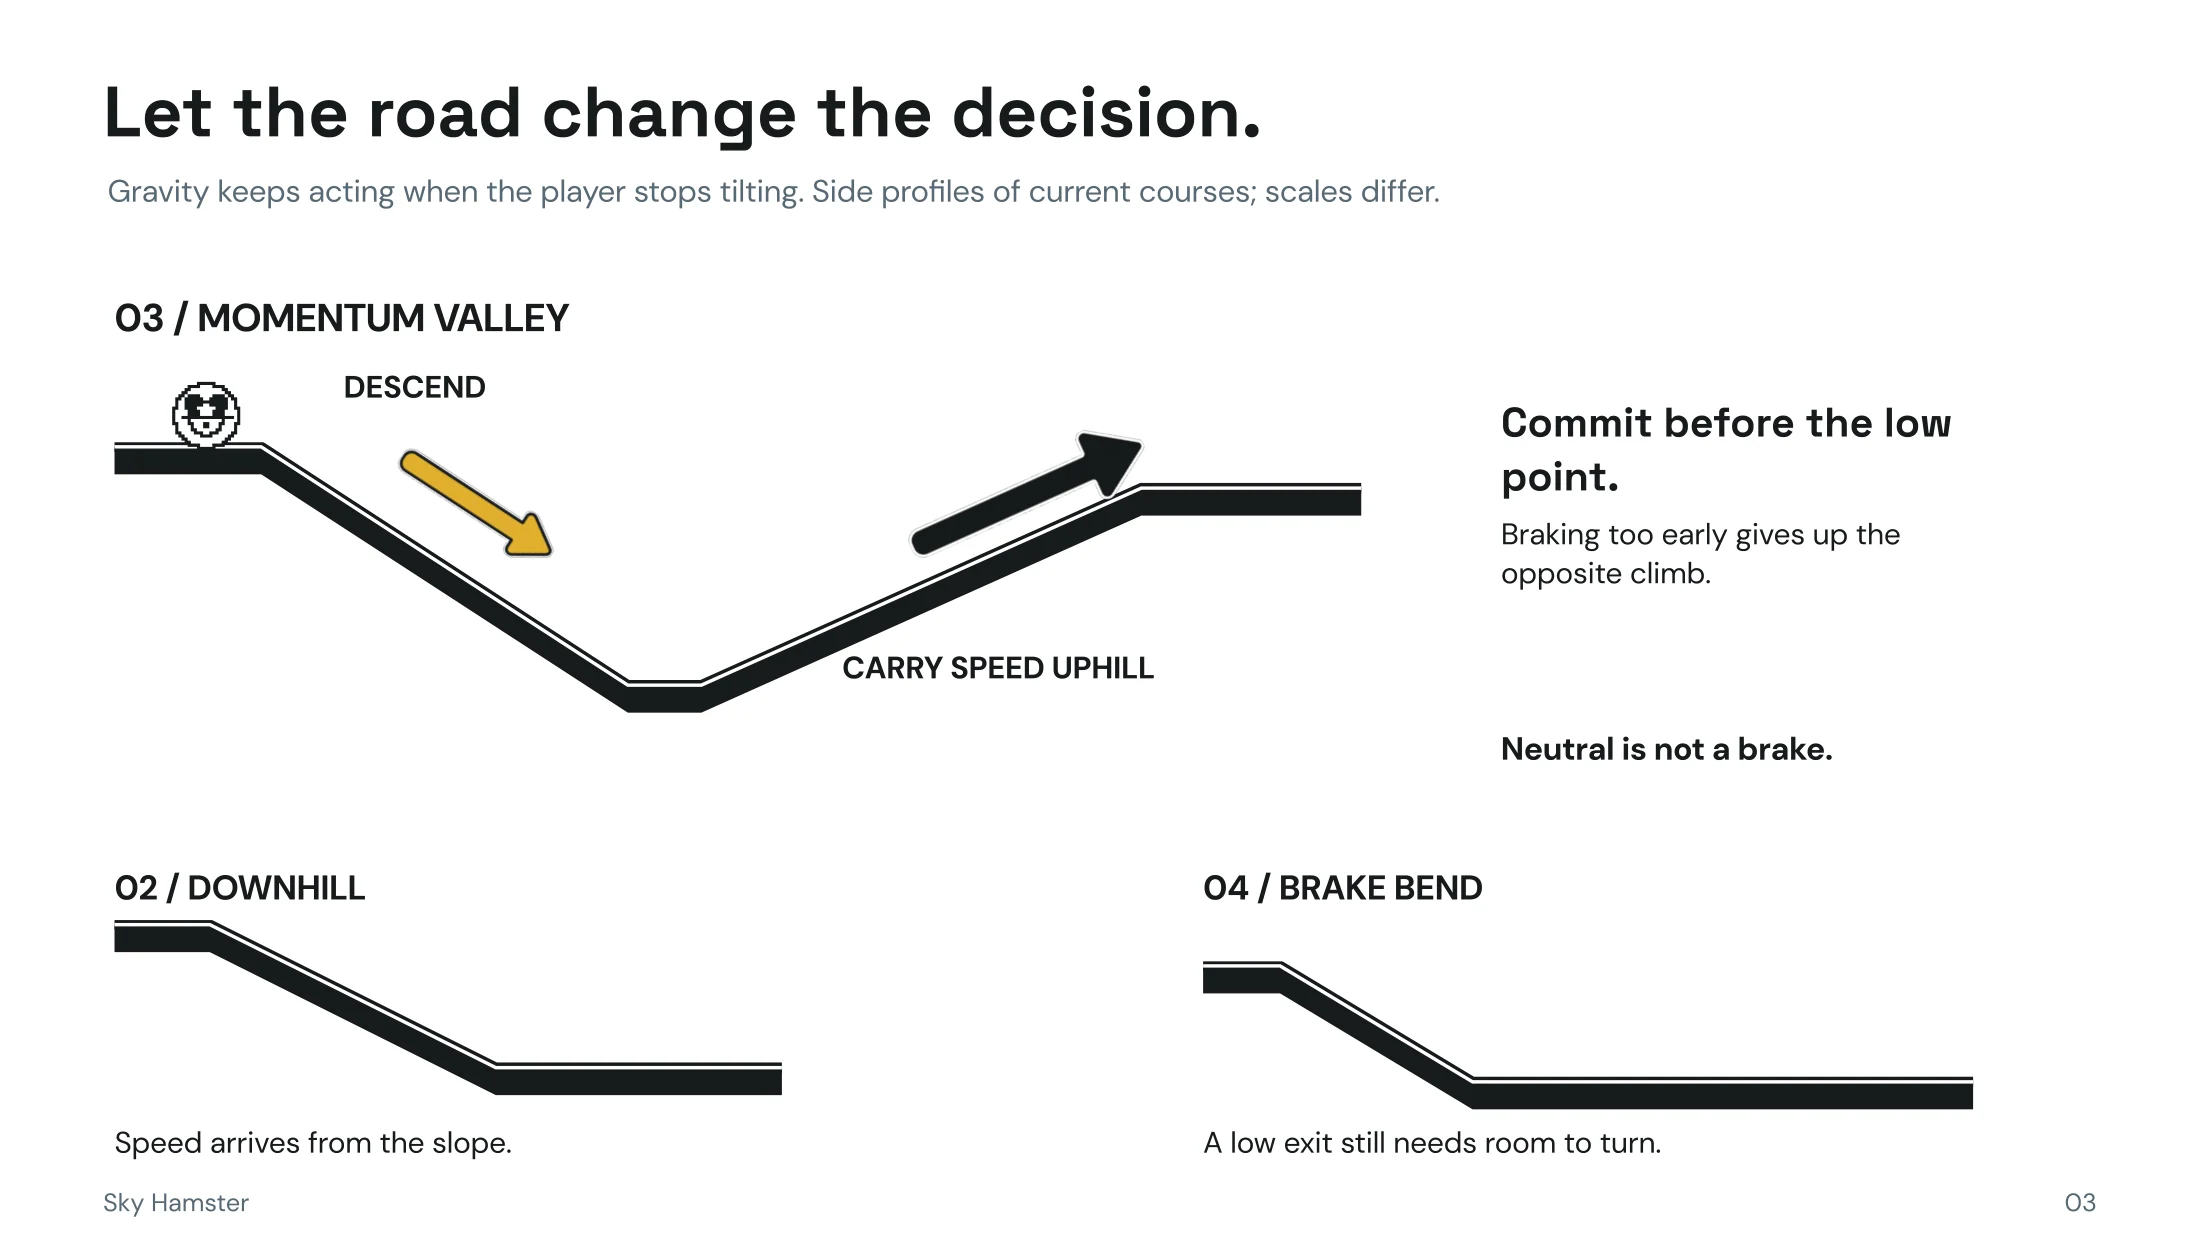 Let the road change the decision.
Gravity keeps acting when the player stops tilting. Side profiles of current courses; scales differ.
03 / MOMENTUM VALLEY
DESCEND
CARRY SPEED UPHILL
Commit before the low
point.
Braking too early gives up the
opposite climb.
Neutral is not a brake.
02 / DOWNHILL
Speed arrives from the slope.
04 / BRAKE BEND
A low exit still needs room to turn.
Sky Hamster
03